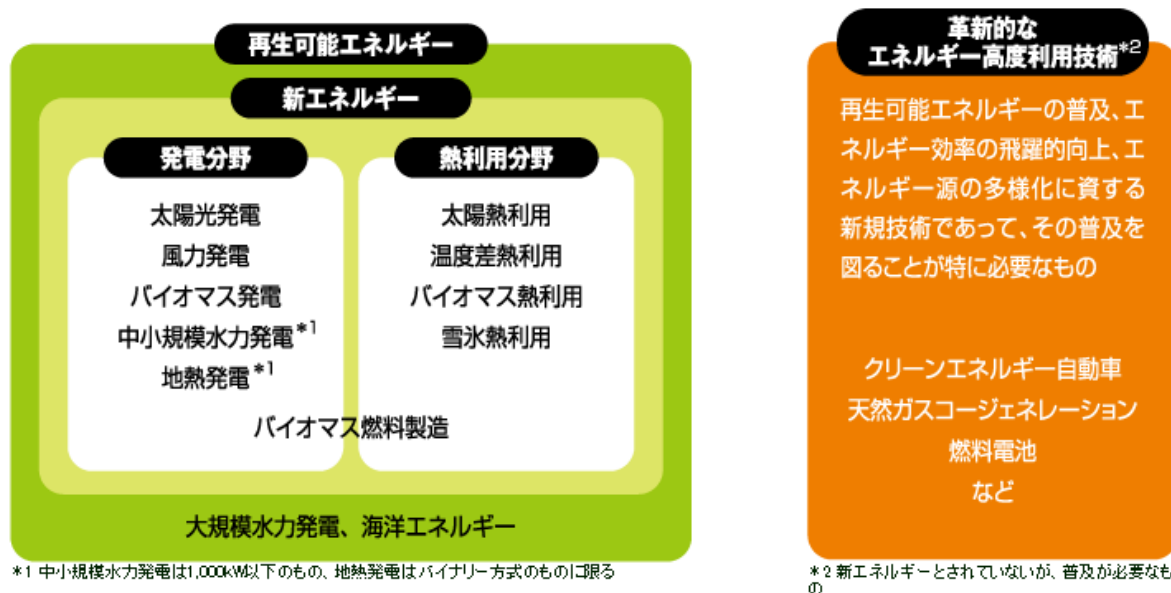 再生可能エネルギー
新エネルギー
発電分野
太陽光発電
風力発電
バイオマス発電
中小規模水力発電*1
地熱発電*1
熱利用分野
太陽熱利用
温度差熱利用
バイオマス熱利用
雪氷熱利用
バイオマス燃料製造
大規模水力発電、海洋エネルギー
*1 中小規模水力発電は1,000kW以下のもの、地熱発電はバイナリー方式のものに限る
革新的な
エネルギー高度利用技術*2
再生可能エネルギーの普及、エ
ネルギー効率の飛躍的向上、エ
ネルギー源の多様化に資する
新規技術であって、その普及を
図ることが特に必要なもの
クリーンエネルギー自動車
天然ガスコージェネレーション
燃料電池
など
*2 新エネルギーとされていないが、普及が必要なも
の